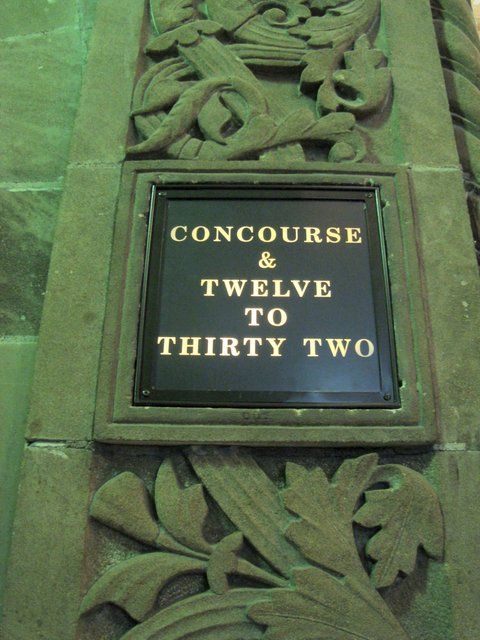 CONCOURSE
&
TWELVE
TO
THIRTY TWO